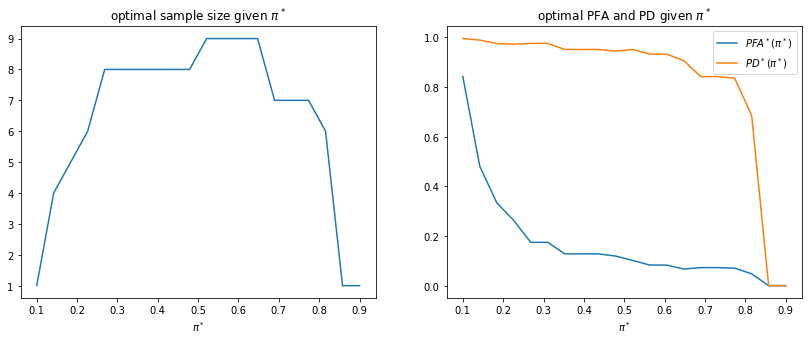 optimal sample size given π*
9
8
7
6
5
4
3
2
1
0.1 0.2 0.3 0.4 0.5 0.6 0.7 0.8 0.9
π*
optimal PFA and PD given π*
PFA*(π*)
PD*(π*)
1.0
0.8
0.6
0.4
0.2
0.0
0.1 0.2 0.3 0.4 0.5 0.6 0.7 0.8 0.9
π*